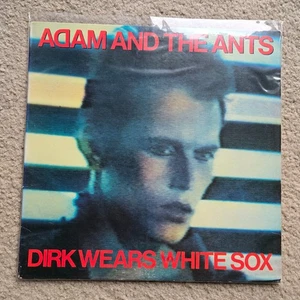 ADAM AND THE ANTS
DIRK WEARS WHITE SOX